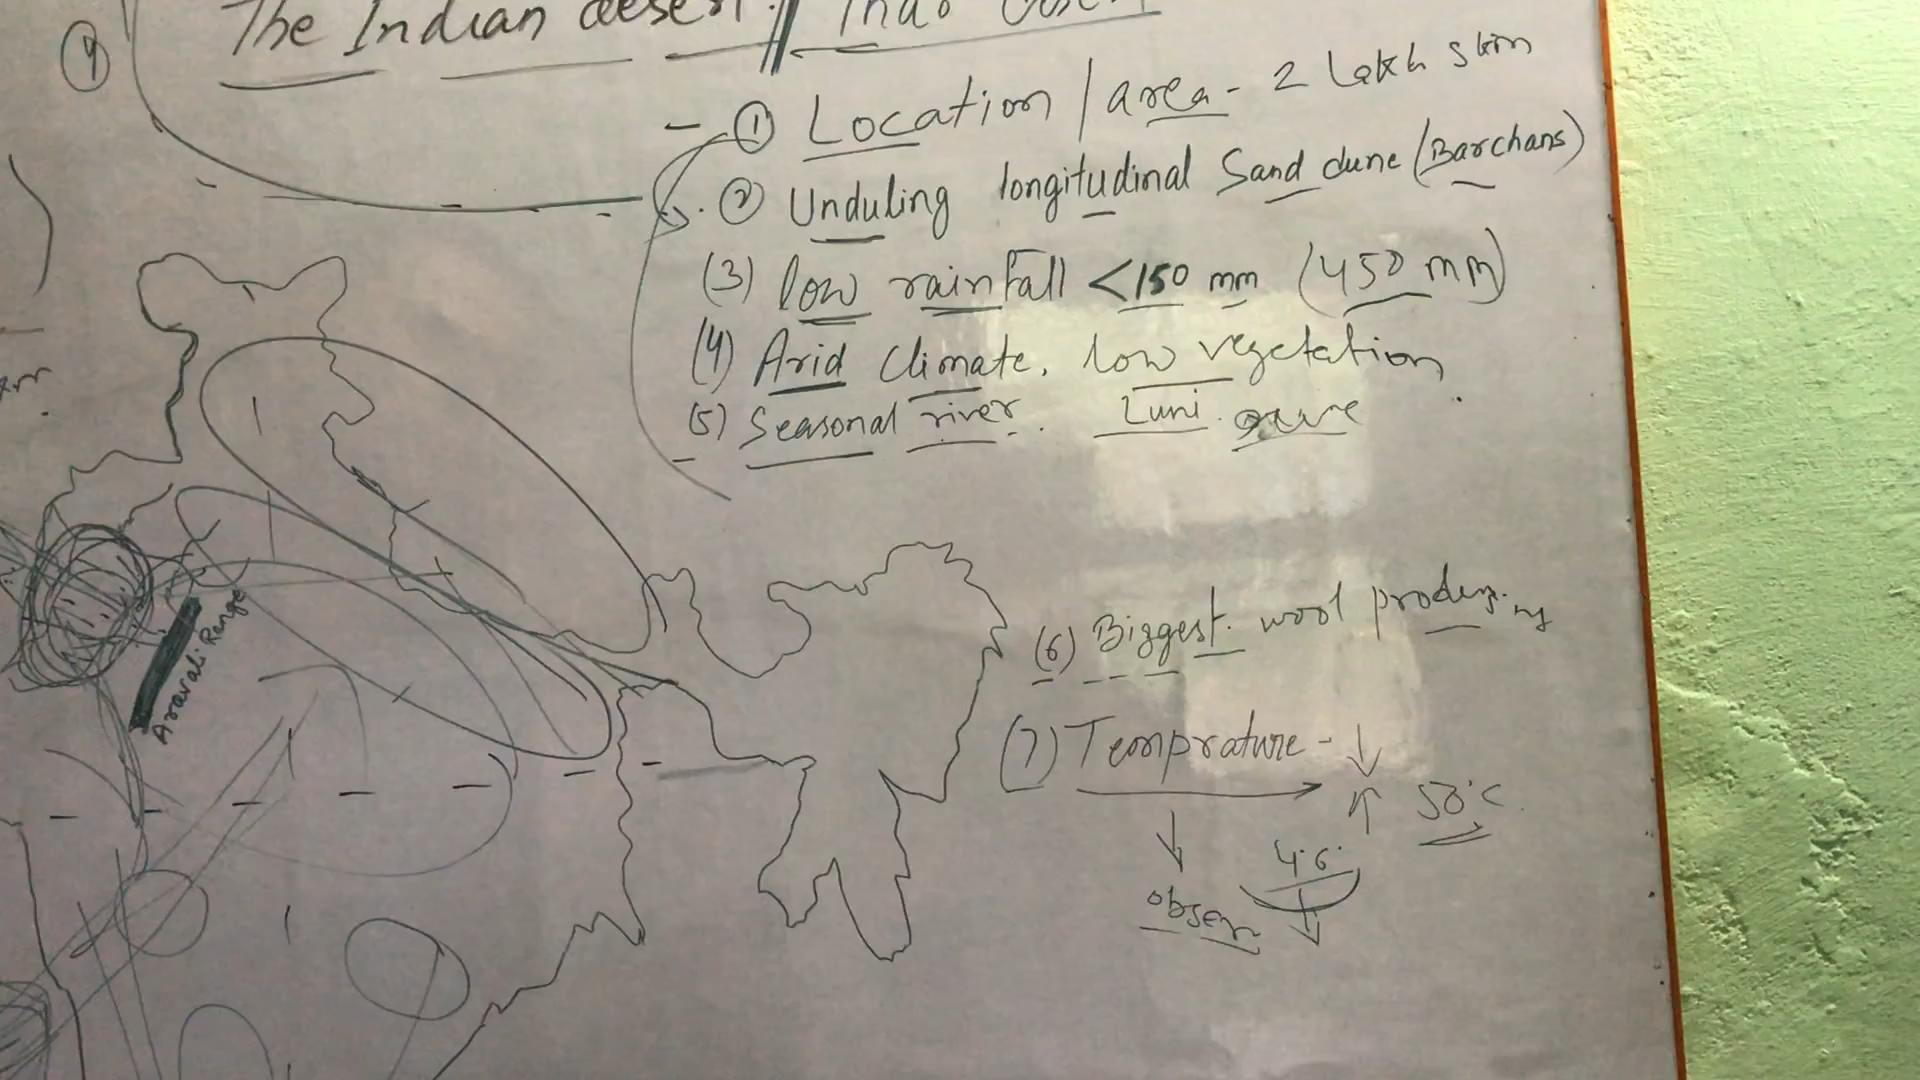 (4) The Indian desert // Thar desert
- (1) Location / area - 2 Lakh skm
(2) Unduling longitudinal Sand dune (Barchans)
(3) low rainfall <150 mm (450 mm)
(4) Arid Climate, low vegetation
(5) Seasonal river. Luni
Aravali Range
(6) Biggest wool
(7) Temprature - ↓
↑ 50°C
obser